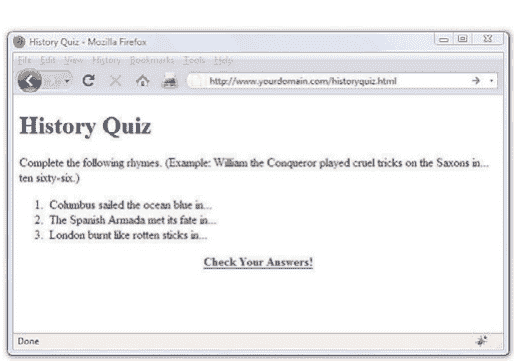 History Quiz - Mozilla Firefox
File Edit View History Bookmarks Tools Help
http://www.yourdomain.com/historyquiz.html
History Quiz
Complete the following rhymes. (Example: William the Conqueror played cruel tricks on the Saxons in...
ten sixty-six.)
1. Columbus sailed the ocean blue in...
2. The Spanish Armada met its fate in...
3. London burnt like rotten sticks in...
Check Your Answers!
Done